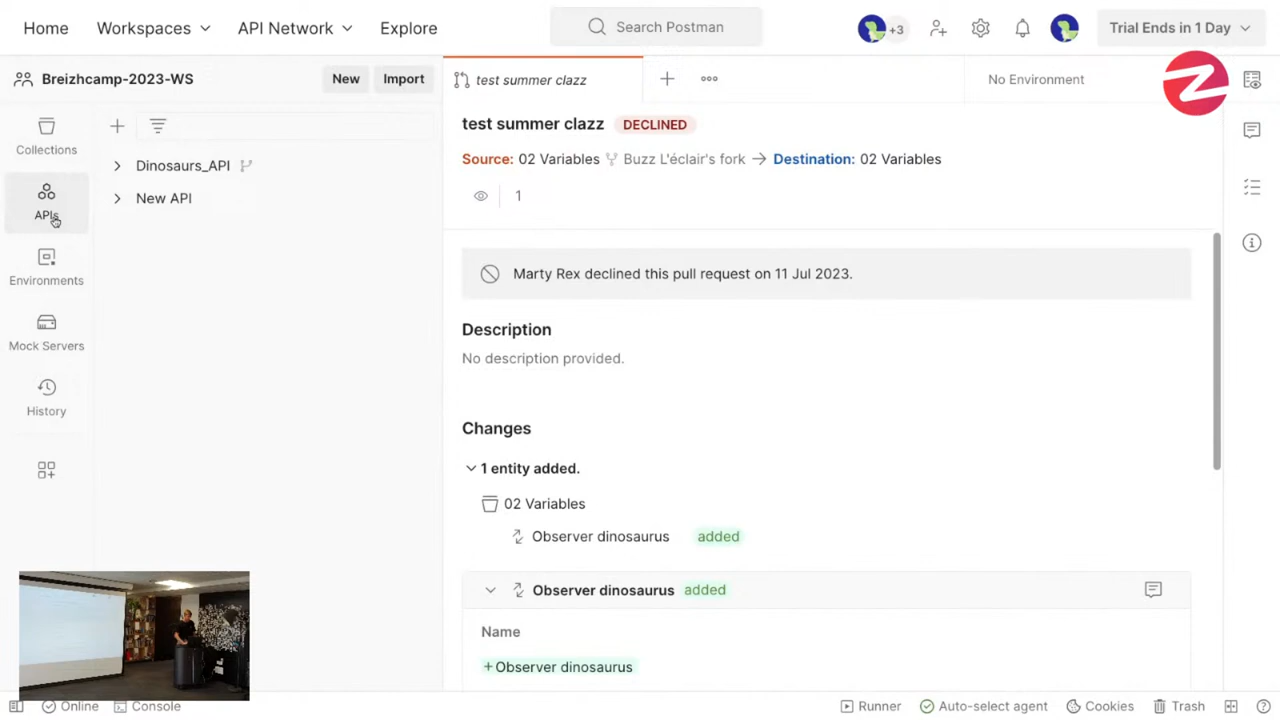 Home
Workspaces
API Network
Explore
Search Postman
+3
Trial Ends in 1 Day
Breizhcamp-2023-WS
New
Import
test summer clazz
No Environment
Collections
APIs
Environments
Mock Servers
History
Dinosaurs_API
New API
test summer clazz DECLINED
Source: 02 Variables Buzz L'éclair's fork → Destination: 02 Variables
1
Marty Rex declined this pull request on 11 Jul 2023.
Description
No description provided.
Changes
1 entity added.
02 Variables
Observer dinosaurus added
Observer dinosaurus added
Name
+Observer dinosaurus
Online
Console
Runner
Auto-select agent
Cookies
Trash